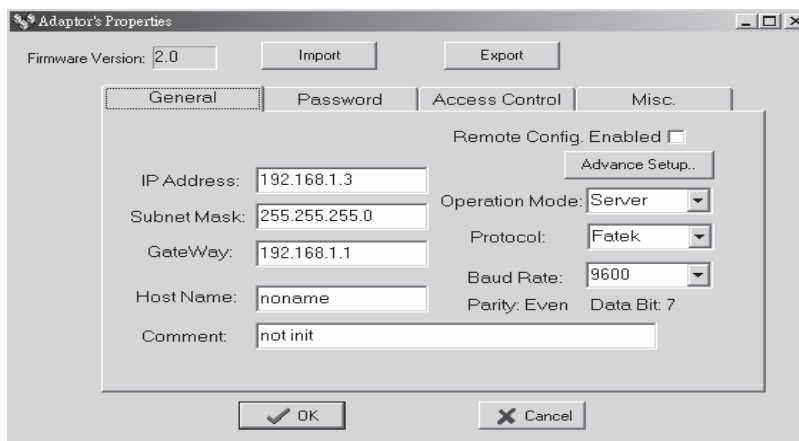 Adaptor's Properties
Firmware Version: 2.0
Import
Export
General
Password
Access Control
Misc.
Remote Config. Enabled
Advance Setup..
IP Address: 192.168.1.3
Operation Mode: Server
Subnet Mask: 255.255.255.0
Protocol: Fatek
GateWay: 192.168.1.1
Baud Rate: 9600
Host Name: noname
Parity: Even Data Bit: 7
Comment: not init
OK
Cancel